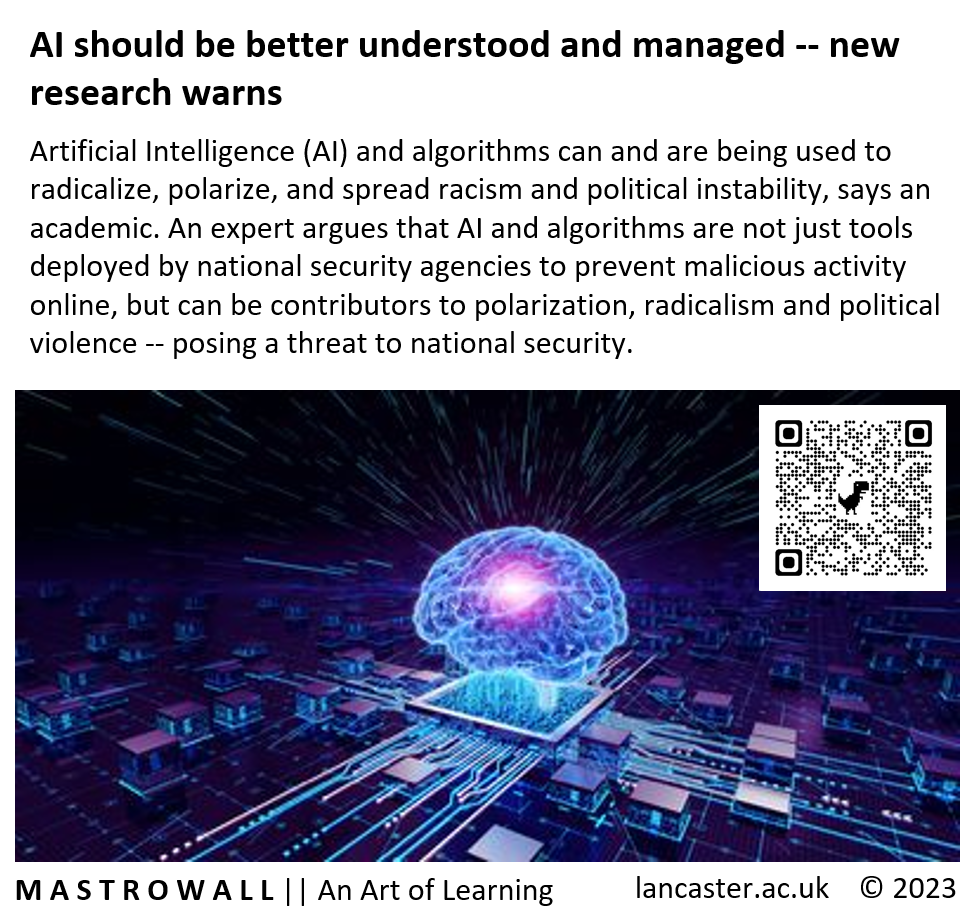 AI should be better understood and managed -- new
research warns
Artificial Intelligence (AI) and algorithms can and are being used to
radicalize, polarize, and spread racism and political instability, says an
academic. An expert argues that AI and algorithms are not just tools
deployed by national security agencies to prevent malicious activity
online, but can be contributors to polarization, radicalism and political
violence -- posing a threat to national security.
MASTROWALL || An Art of Learning
lancaster.ac.uk © 2023